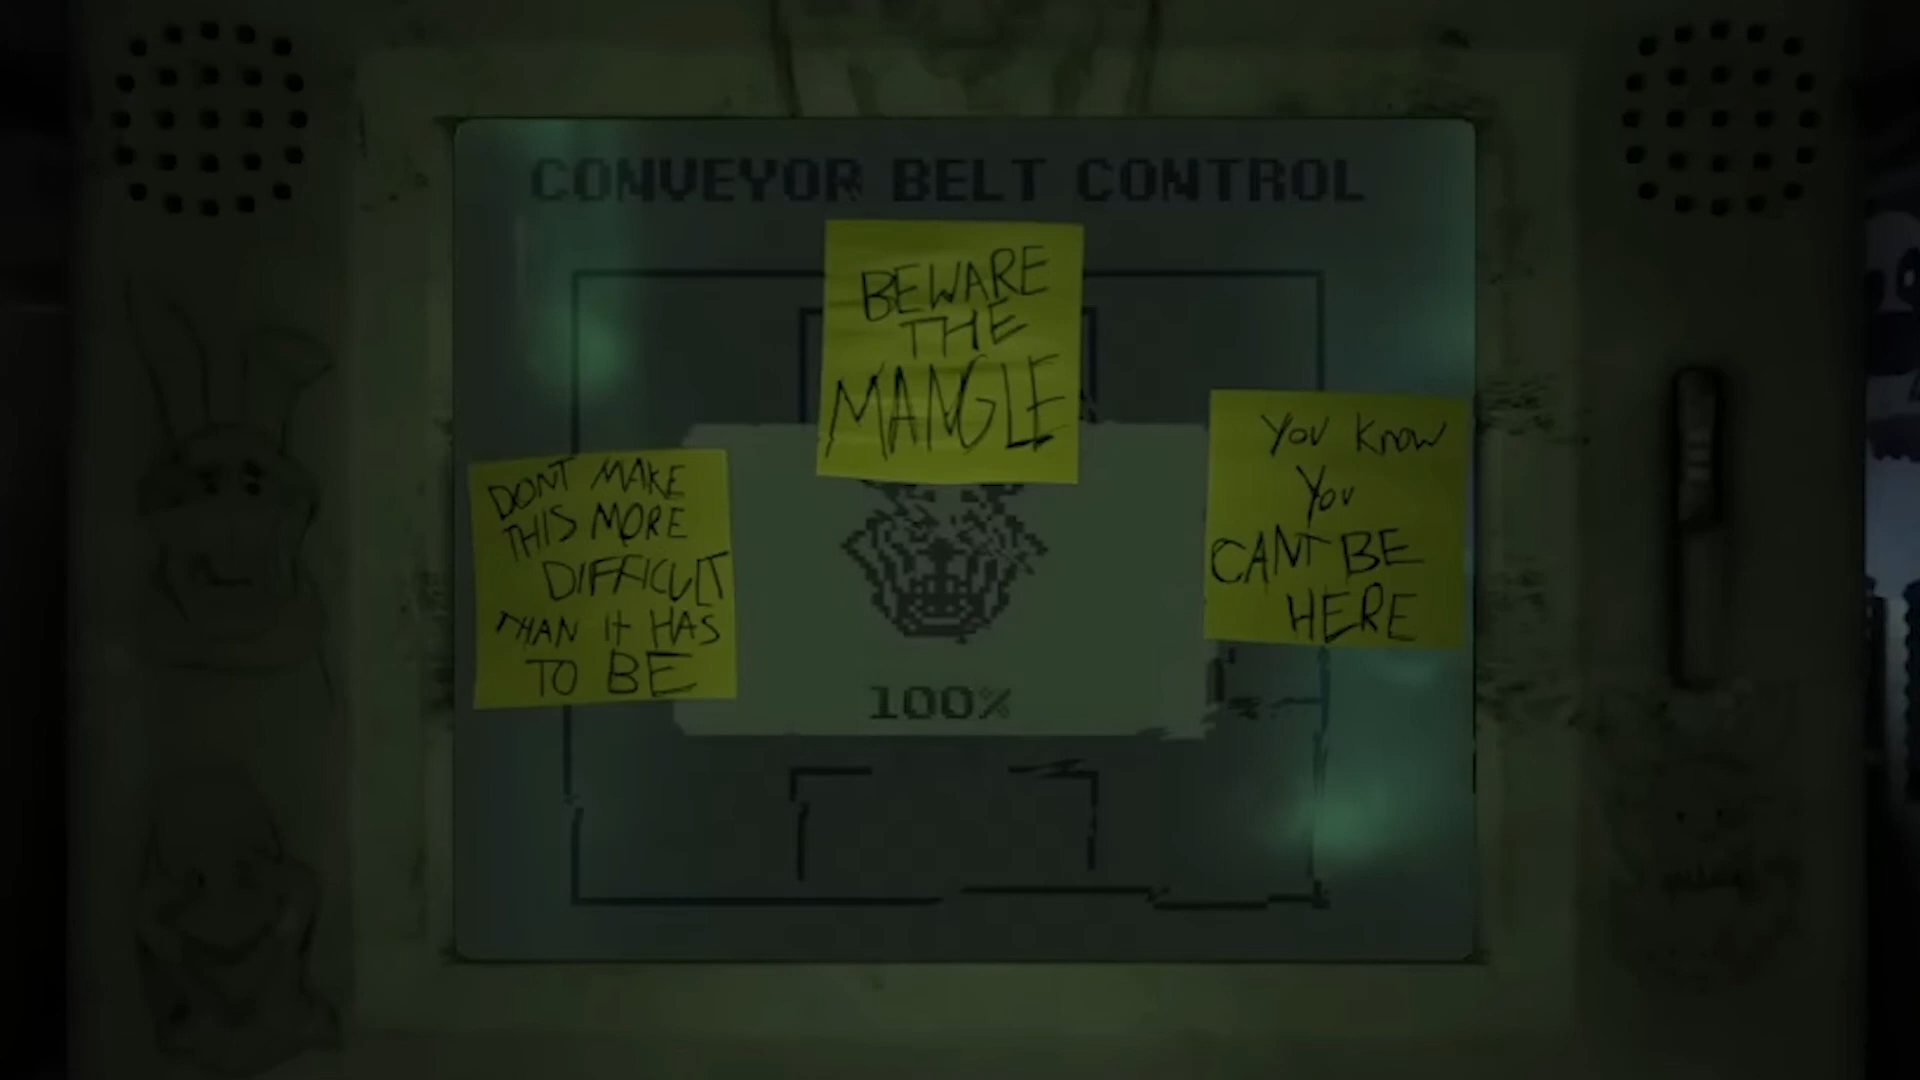 CONVEYOR BELT CONTROL
BEWARE
THE
MANGLE
DONT MAKE
THIS MORE
DIFFICULT
THAN IT HAS
TO BE
YOU KNOW
YOU
CANT BE
HERE
100%